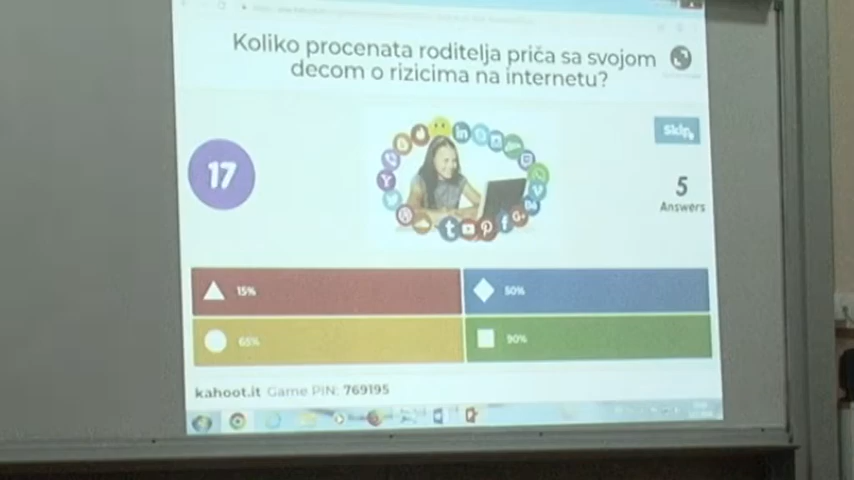 Koliko procenata roditelja priča sa svojom
decom o rizicima na internetu?
Skip
17
5
Answers
15%
50%
65%
90%
kahoot.it Game PIN: 769195